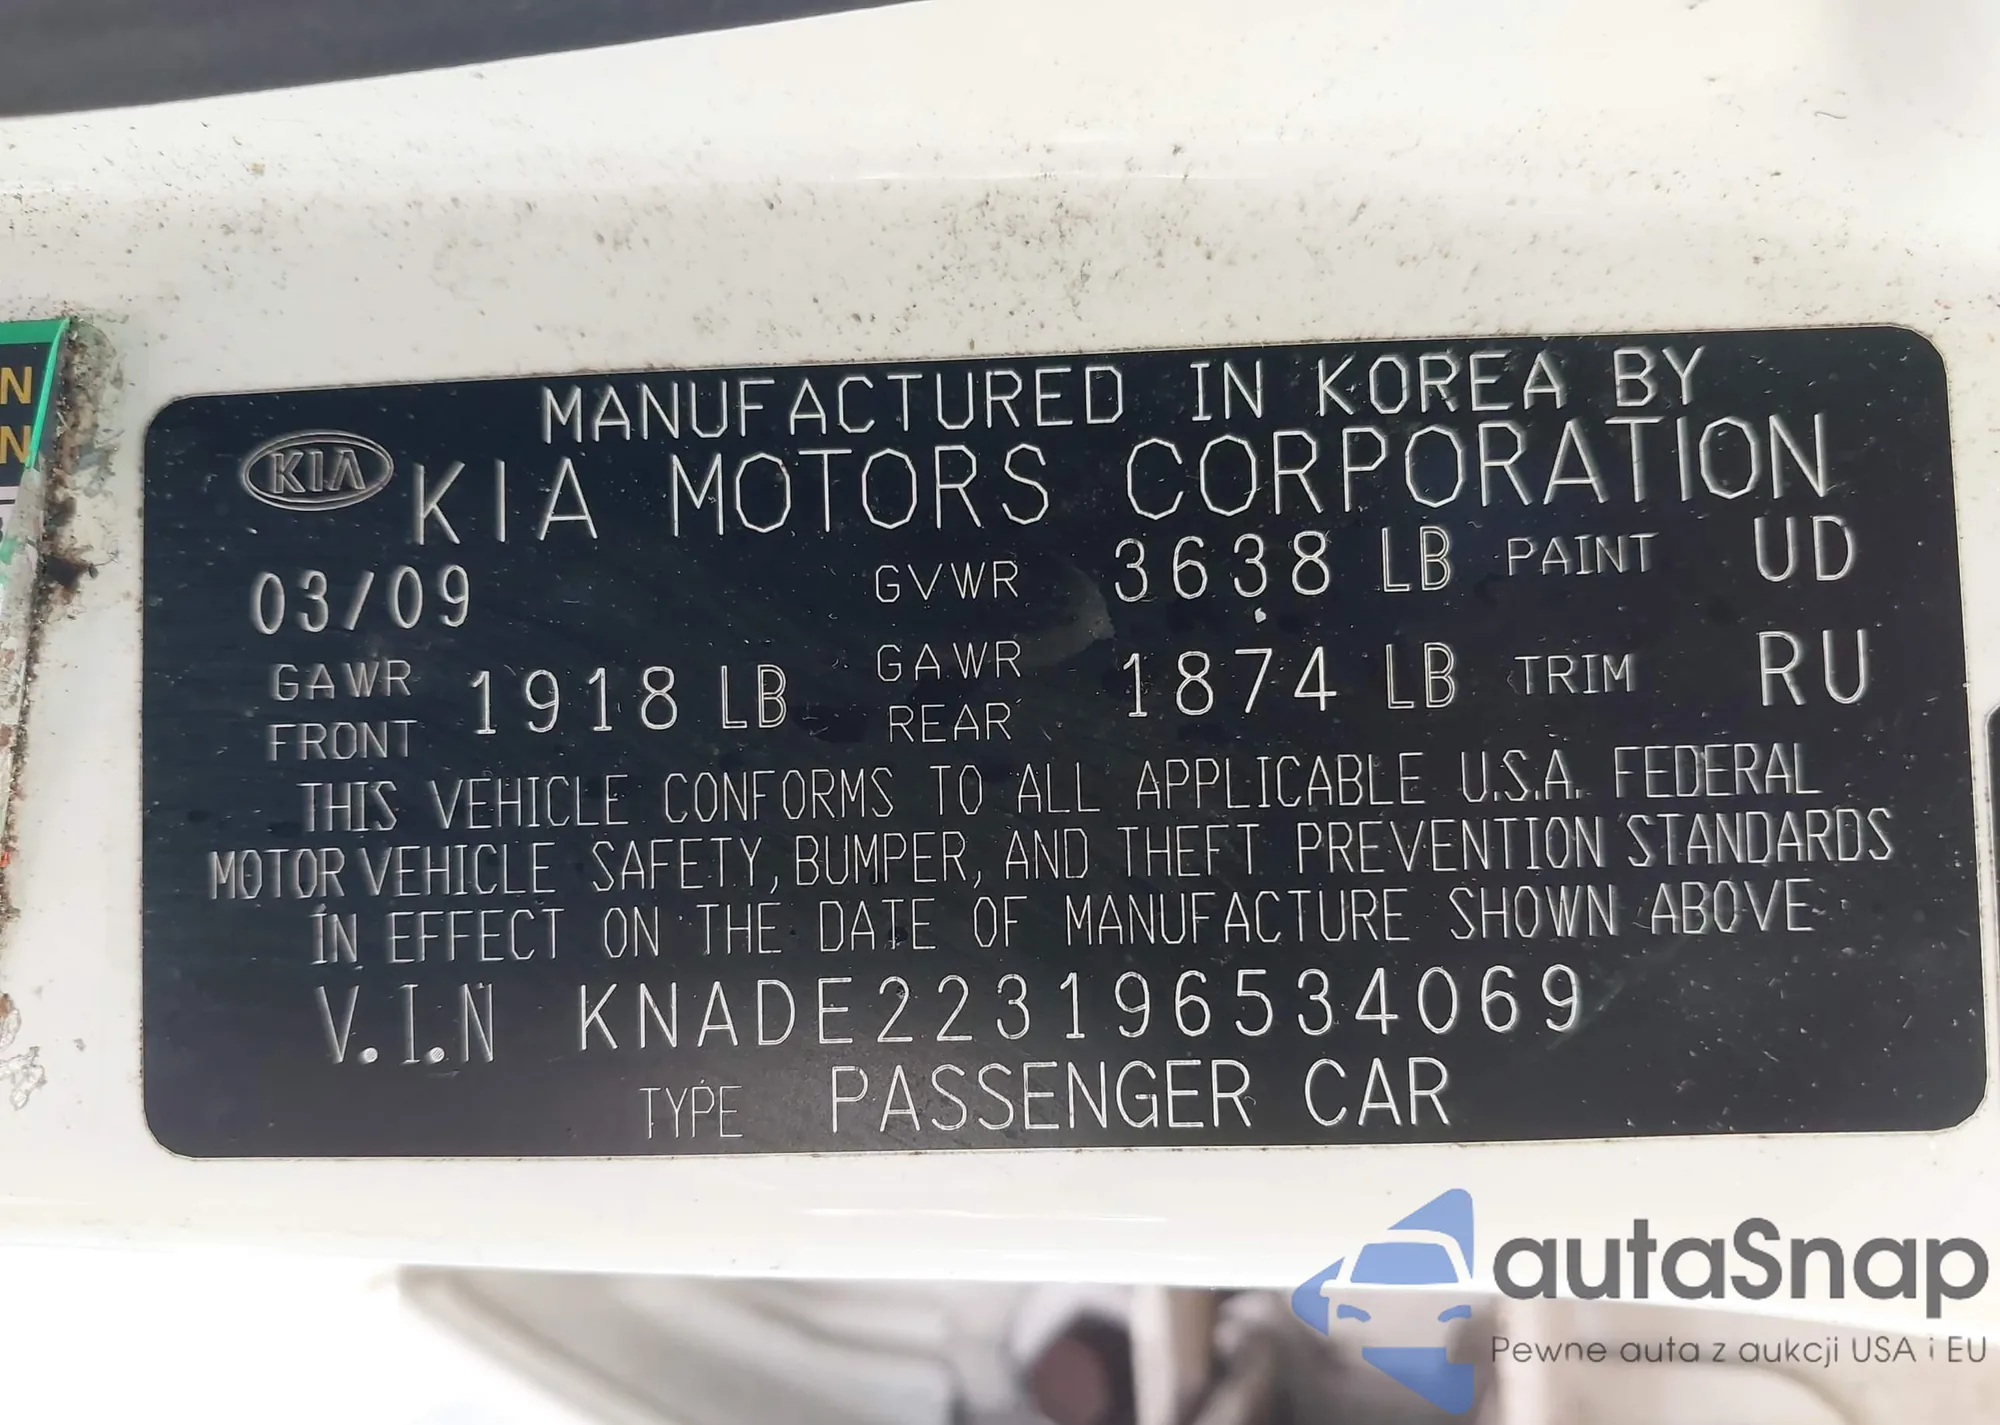 N
N
MANUFACTURED IN KOREA BY
KIA KIA MOTORS CORPORATION
03/09 GVWR 3638 LB PAINT UD
GAWR FRONT 1918 LB GAWR REAR 1874 LB TRIM RU
THIS VEHICLE CONFORMS TO ALL APPLICABLE U.S.A. FEDERAL
MOTOR VEHICLE SAFETY, BUMPER, AND THEFT PREVENTION STANDARDS
IN EFFECT ON THE DATE OF MANUFACTURE SHOWN ABOVE
V.I.N KNADE223196534069
TYPE PASSENGER CAR
autaSnap
Pewne auta z aukcji USA i EU